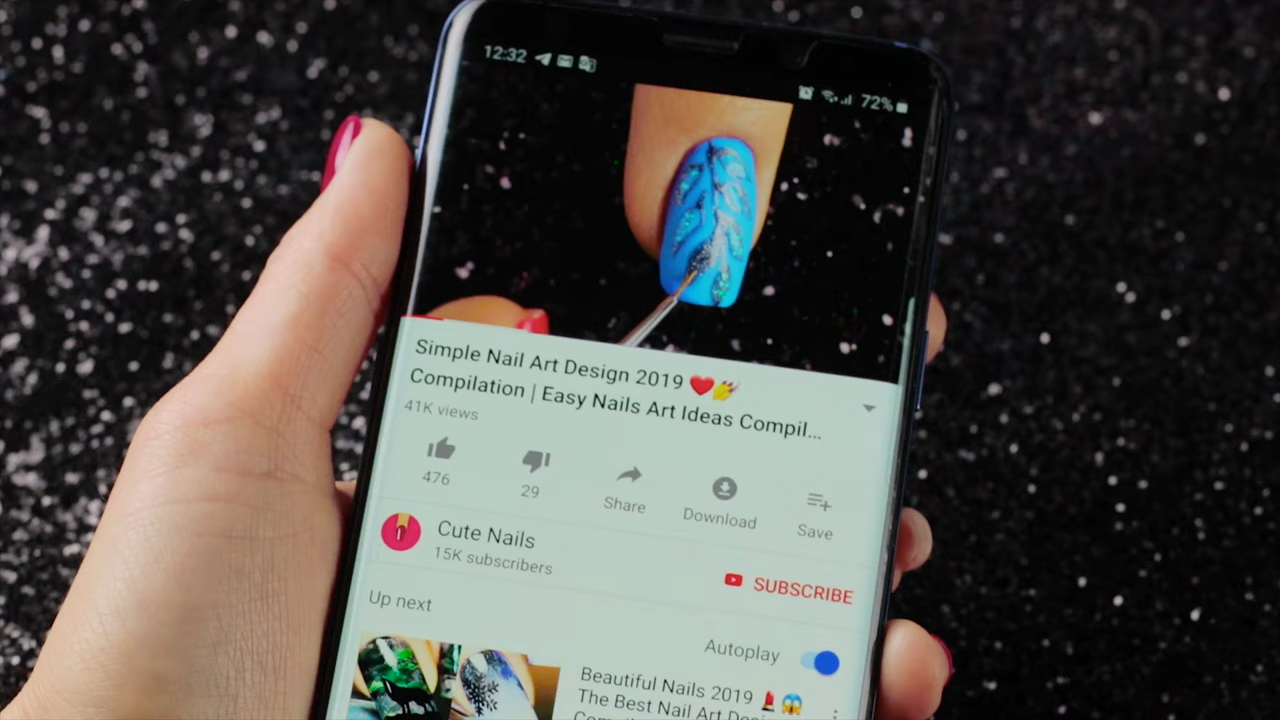 12:32
72%
Simple Nail Art Design 2019 ❤️💅
Compilation | Easy Nails Art Ideas Compil...
41K views
476
29
Share
Download
Save
Cute Nails
15K subscribers
SUBSCRIBE
Up next
Autoplay
Beautiful Nails 2019 💄😱
The Best Nail Art Desi